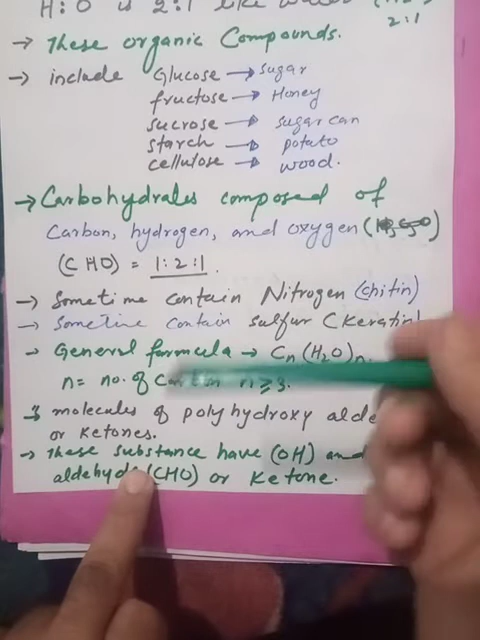 H:O is 2:1 like
2:1
→ These organic Compounds.
→ include Glucose → sugar
fructose → Honey
sucrose → sugar can
starch → potato
cellulose → wood.
→ Carbohydrates composed of
Carbon, hydrogen, and oxygen
(CHO) = 1:2:1.
→ Sometime contain Nitrogen (chitin)
→ Sometime contain sulfur (Keratin)
→ General formula → Cn(H2O)n.
n = no. of n ≥ 3.
→ molecules of polyhydroxy alde
or Ketones.
→ These substance have (OH) and
aldehyde (CHO) or Ketone.